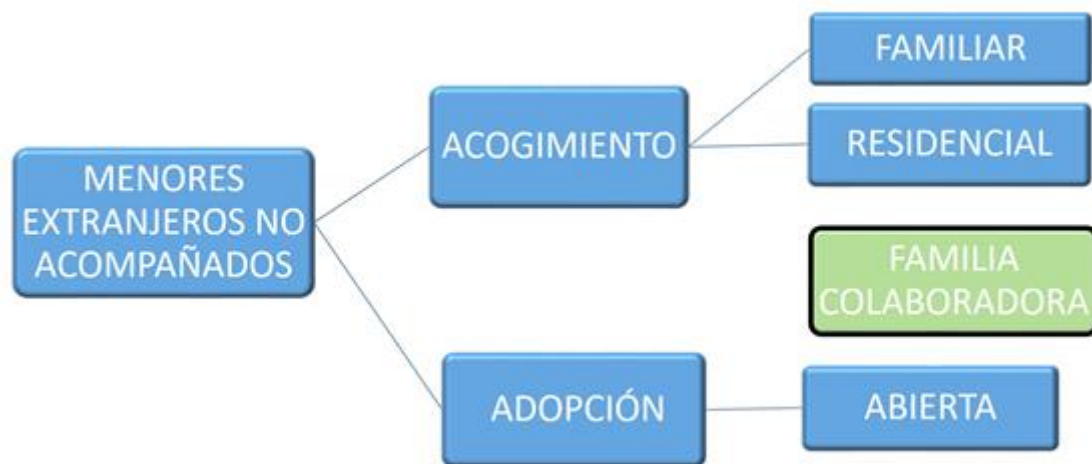 MENORES
EXTRANJEROS NO
ACOMPAÑADOS
ACOGIMIENTO
FAMILIAR
RESIDENCIAL
FAMILIA
COLABORADORA
ADOPCIÓN
ABIERTA